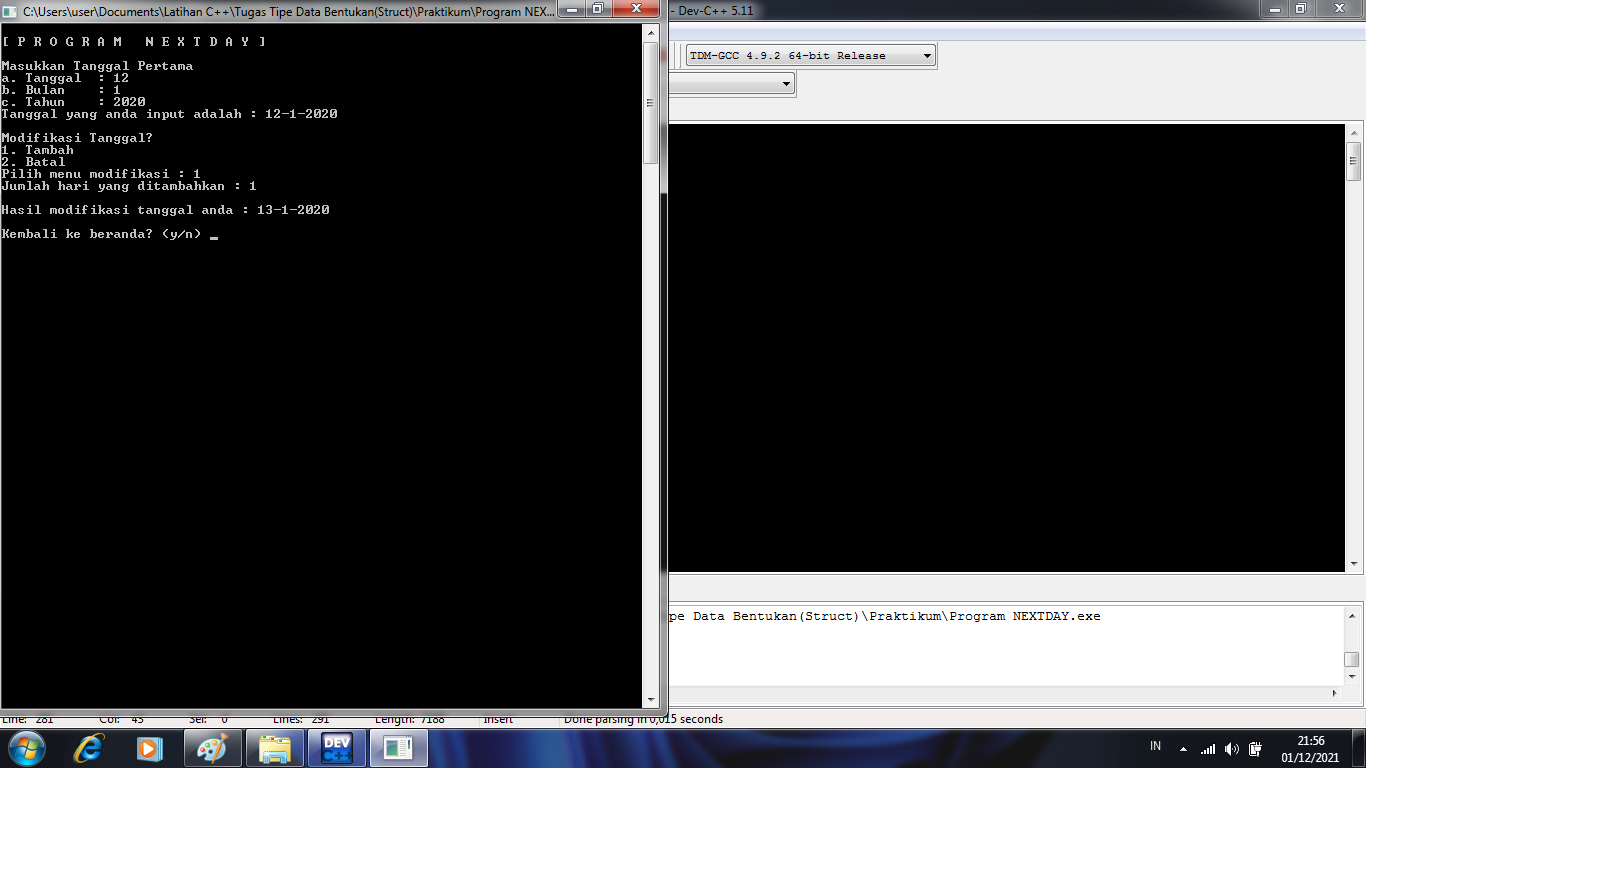 C:\Users\user\Documents\Latihan C++\Tugas Tipe Data Bentukan(Struct)\Praktikum\Program NEX...
- Dev-C++ 5.11
TDM-GCC 4.9.2 64-bit Release
[ P R O G R A M   N E X T D A Y ]
Masukkan Tanggal Pertama
a. Tanggal  : 12
b. Bulan    : 1
c. Tahun    : 2020
Tanggal yang anda input adalah : 12-1-2020
Modifikasi Tanggal?
1. Tambah
2. Batal
Pilih menu modifikasi : 1
Jumlah hari yang ditambahkan : 1
Hasil modifikasi tanggal anda : 13-1-2020
Kembali ke beranda? (y/n) _
pe Data Bentukan(Struct)\Praktikum\Program NEXTDAY.exe
Line: 281 Col: 43 Sel: 0 Lines: 291 Length: 7188 Insert Done parsing in 0,015 seconds
DEV C++
IN
21:56
01/12/2021